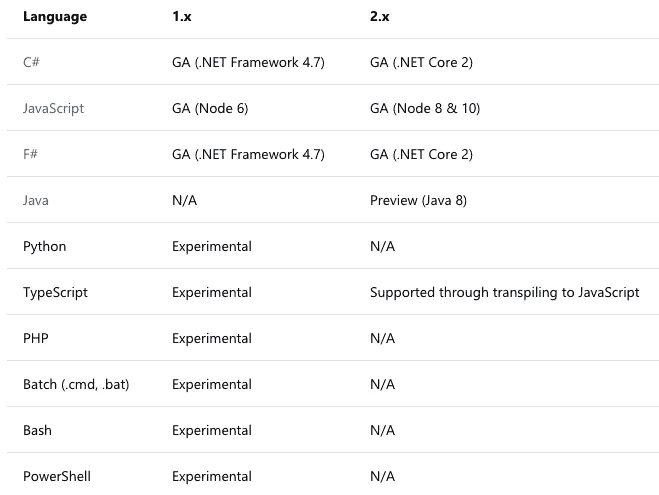 Language 1.x 2.x
C# GA (.NET Framework 4.7) GA (.NET Core 2)
JavaScript GA (Node 6) GA (Node 8 & 10)
F# GA (.NET Framework 4.7) GA (.NET Core 2)
Java N/A Preview (Java 8)
Python Experimental N/A
TypeScript Experimental Supported through transpiling to JavaScript
PHP Experimental N/A
Batch (.cmd, .bat) Experimental N/A
Bash Experimental N/A
PowerShell Experimental N/A